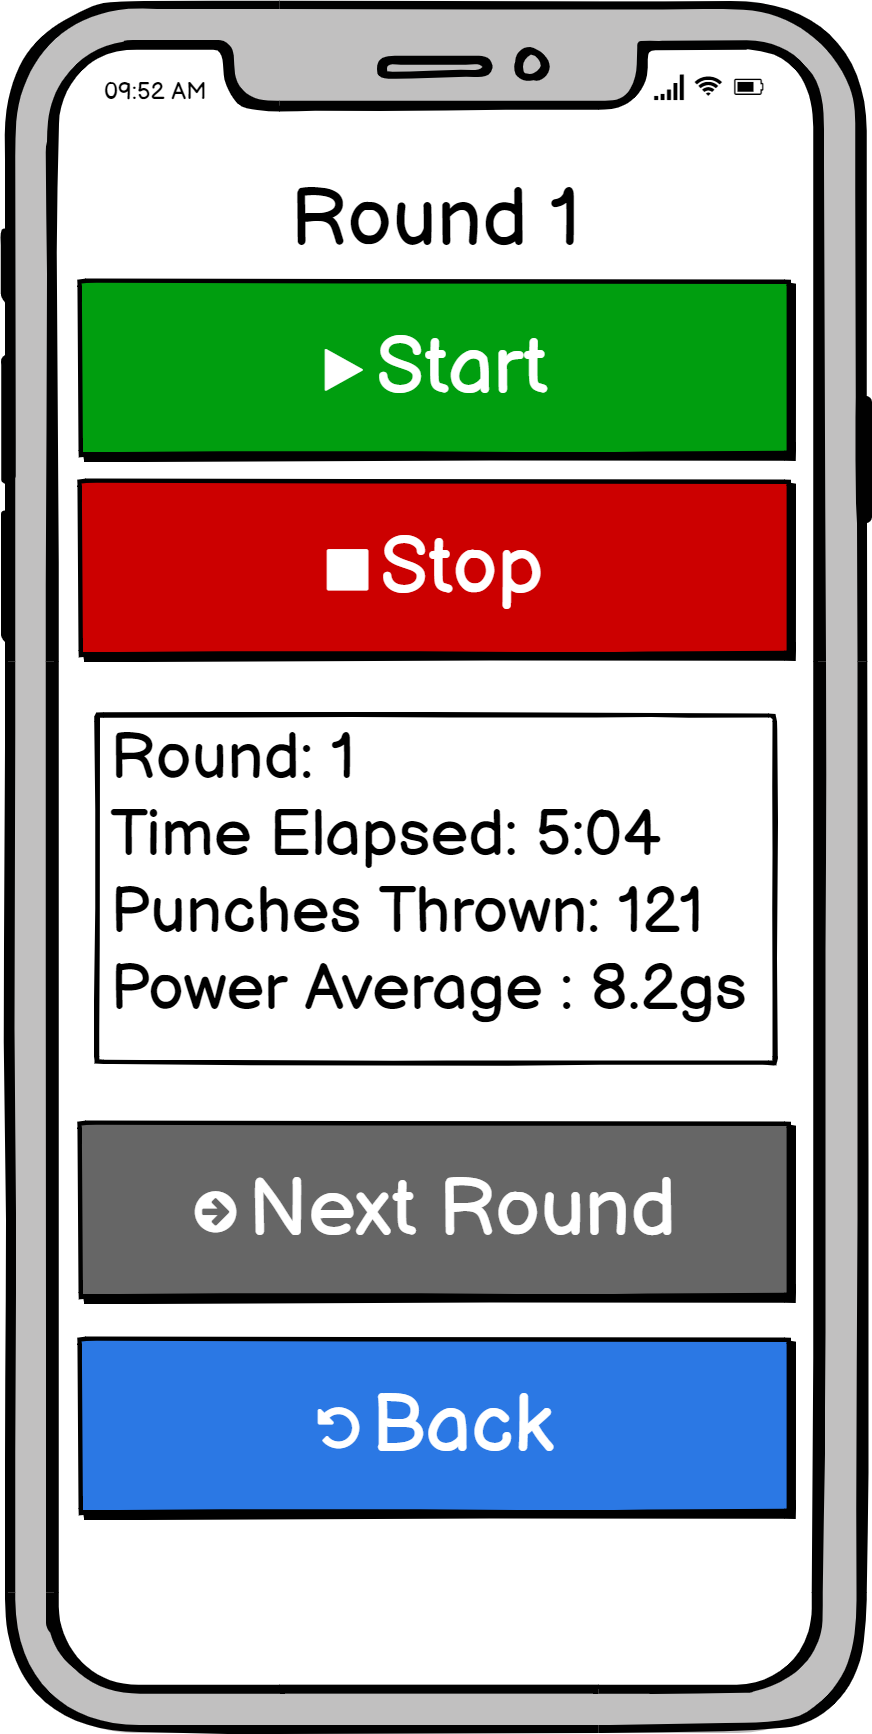 09:52 AM
Round 1
Start
Stop
Round: 1
Time Elapsed: 5:04
Punches Thrown: 121
Power Average : 8.2gs
Next Round
Back